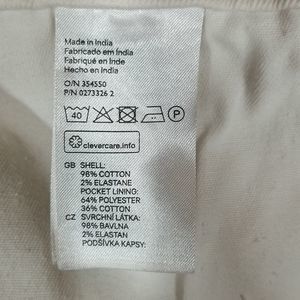 Made in India
Fabricado em Índia
Fabriqué en Inde
Hecho en India
O/N 354550
P/N 0273326 2
40
P
clevercare.info
GB SHELL:
98% COTTON
2% ELASTANE
POCKET LINING:
64% POLYESTER
36% COTTON
CZ SVRCHNÍ LÁTKA:
98% BAVLNA
2% ELASTAN
PODŠÍVKA KAPSY: